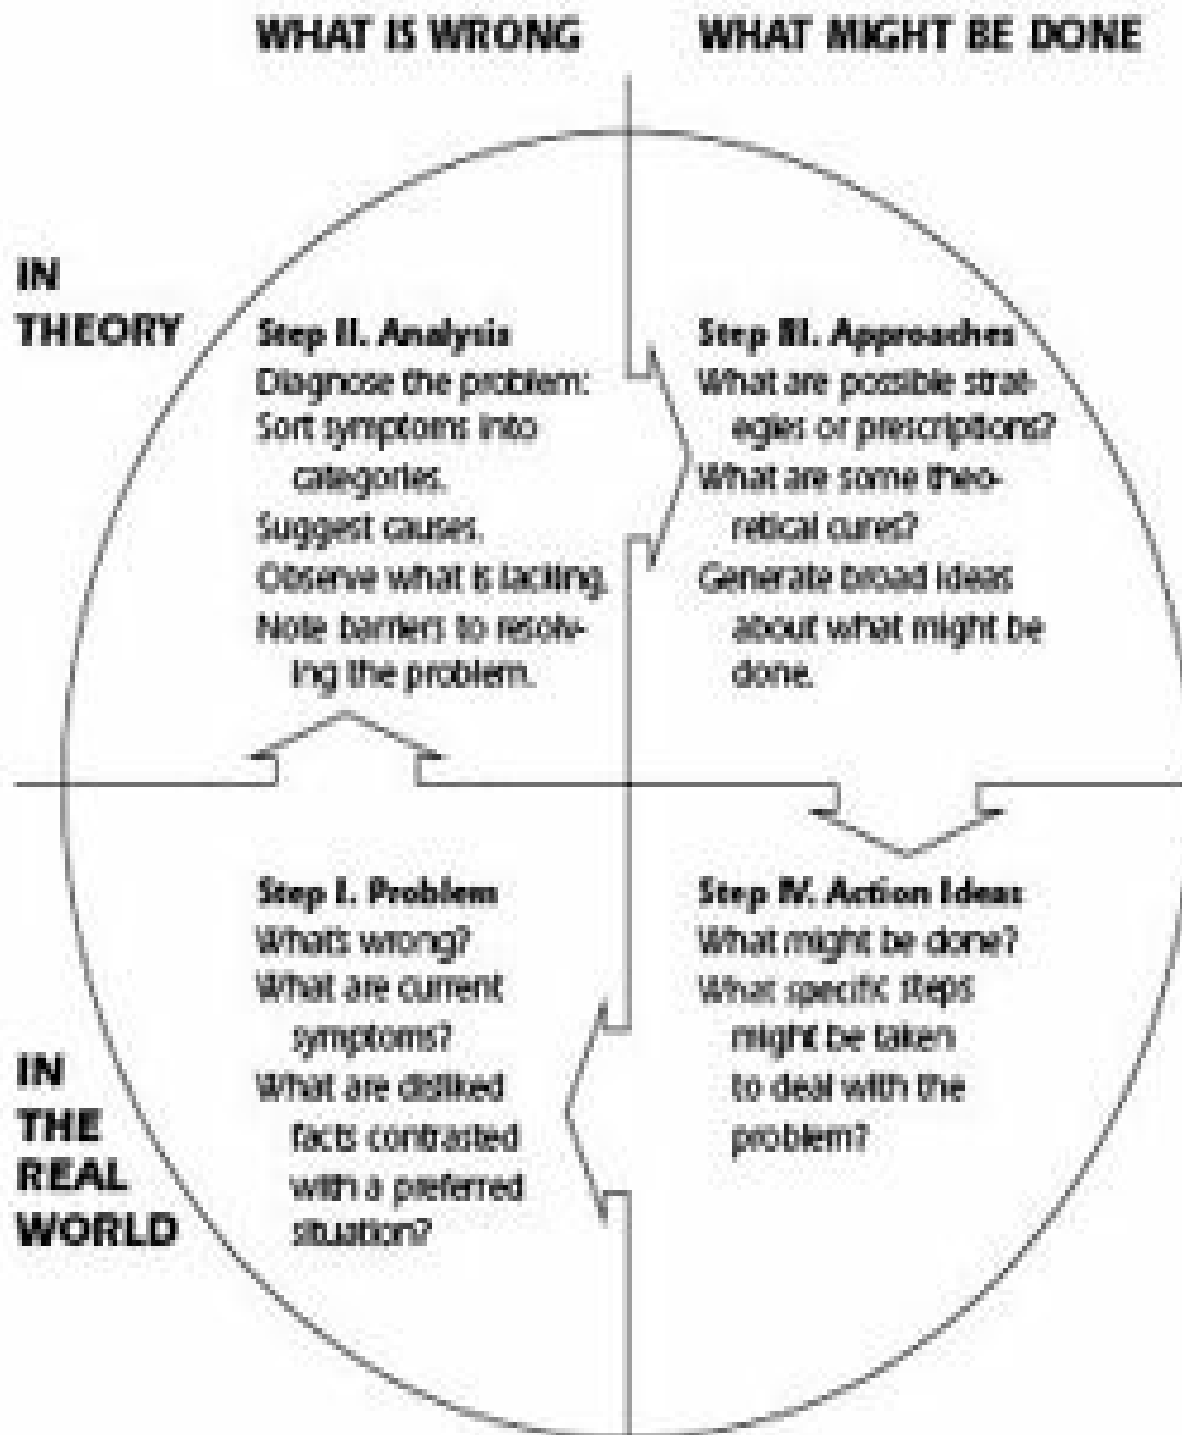 WHAT IS WRONG
WHAT MIGHT BE DONE
IN
THEORY
Step II. Analysis
Diagnose the problem:
Sort symptoms into
categories.
Suggest causes.
Observe what is lacking.
Note barriers to resolv-
ing the problem.
Step III. Approaches
What are possible strat-
egies or prescriptions?
What are some theo-
retical cures?
Generate broad ideas
about what might be
done.
IN
THE
REAL
WORLD
Step I. Problem
What's wrong?
What are current
symptoms?
What are disliked
facts contrasted
with a preferred
situation?
Step IV. Action Ideas
What might be done?
What specific steps
might be taken
to deal with the
problem?